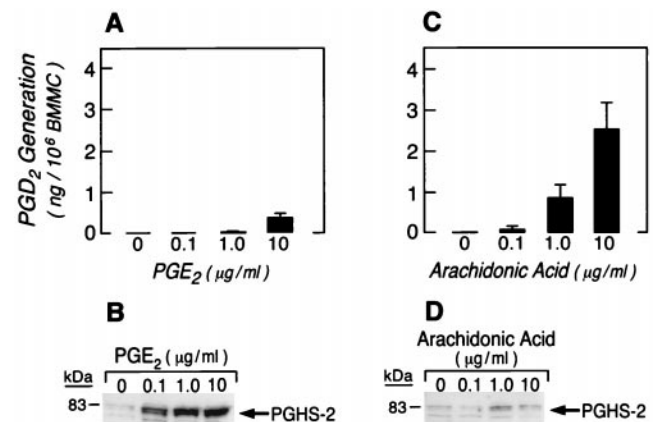 A
PGD2 Generation
( ng / 10^6 BMMC )
4
3
2
1
0
0 0.1 1.0 10
PGE2 ( µg/ml )
C
4
3
2
1
0
0 0.1 1.0 10
Arachidonic Acid ( µg/ml )
B
PGE2 ( µg/ml )
kDa
0 0.1 1.0 10
83
PGHS-2
D
Arachidonic Acid
( µg/ml )
kDa
0 0.1 1.0 10
83
PGHS-2